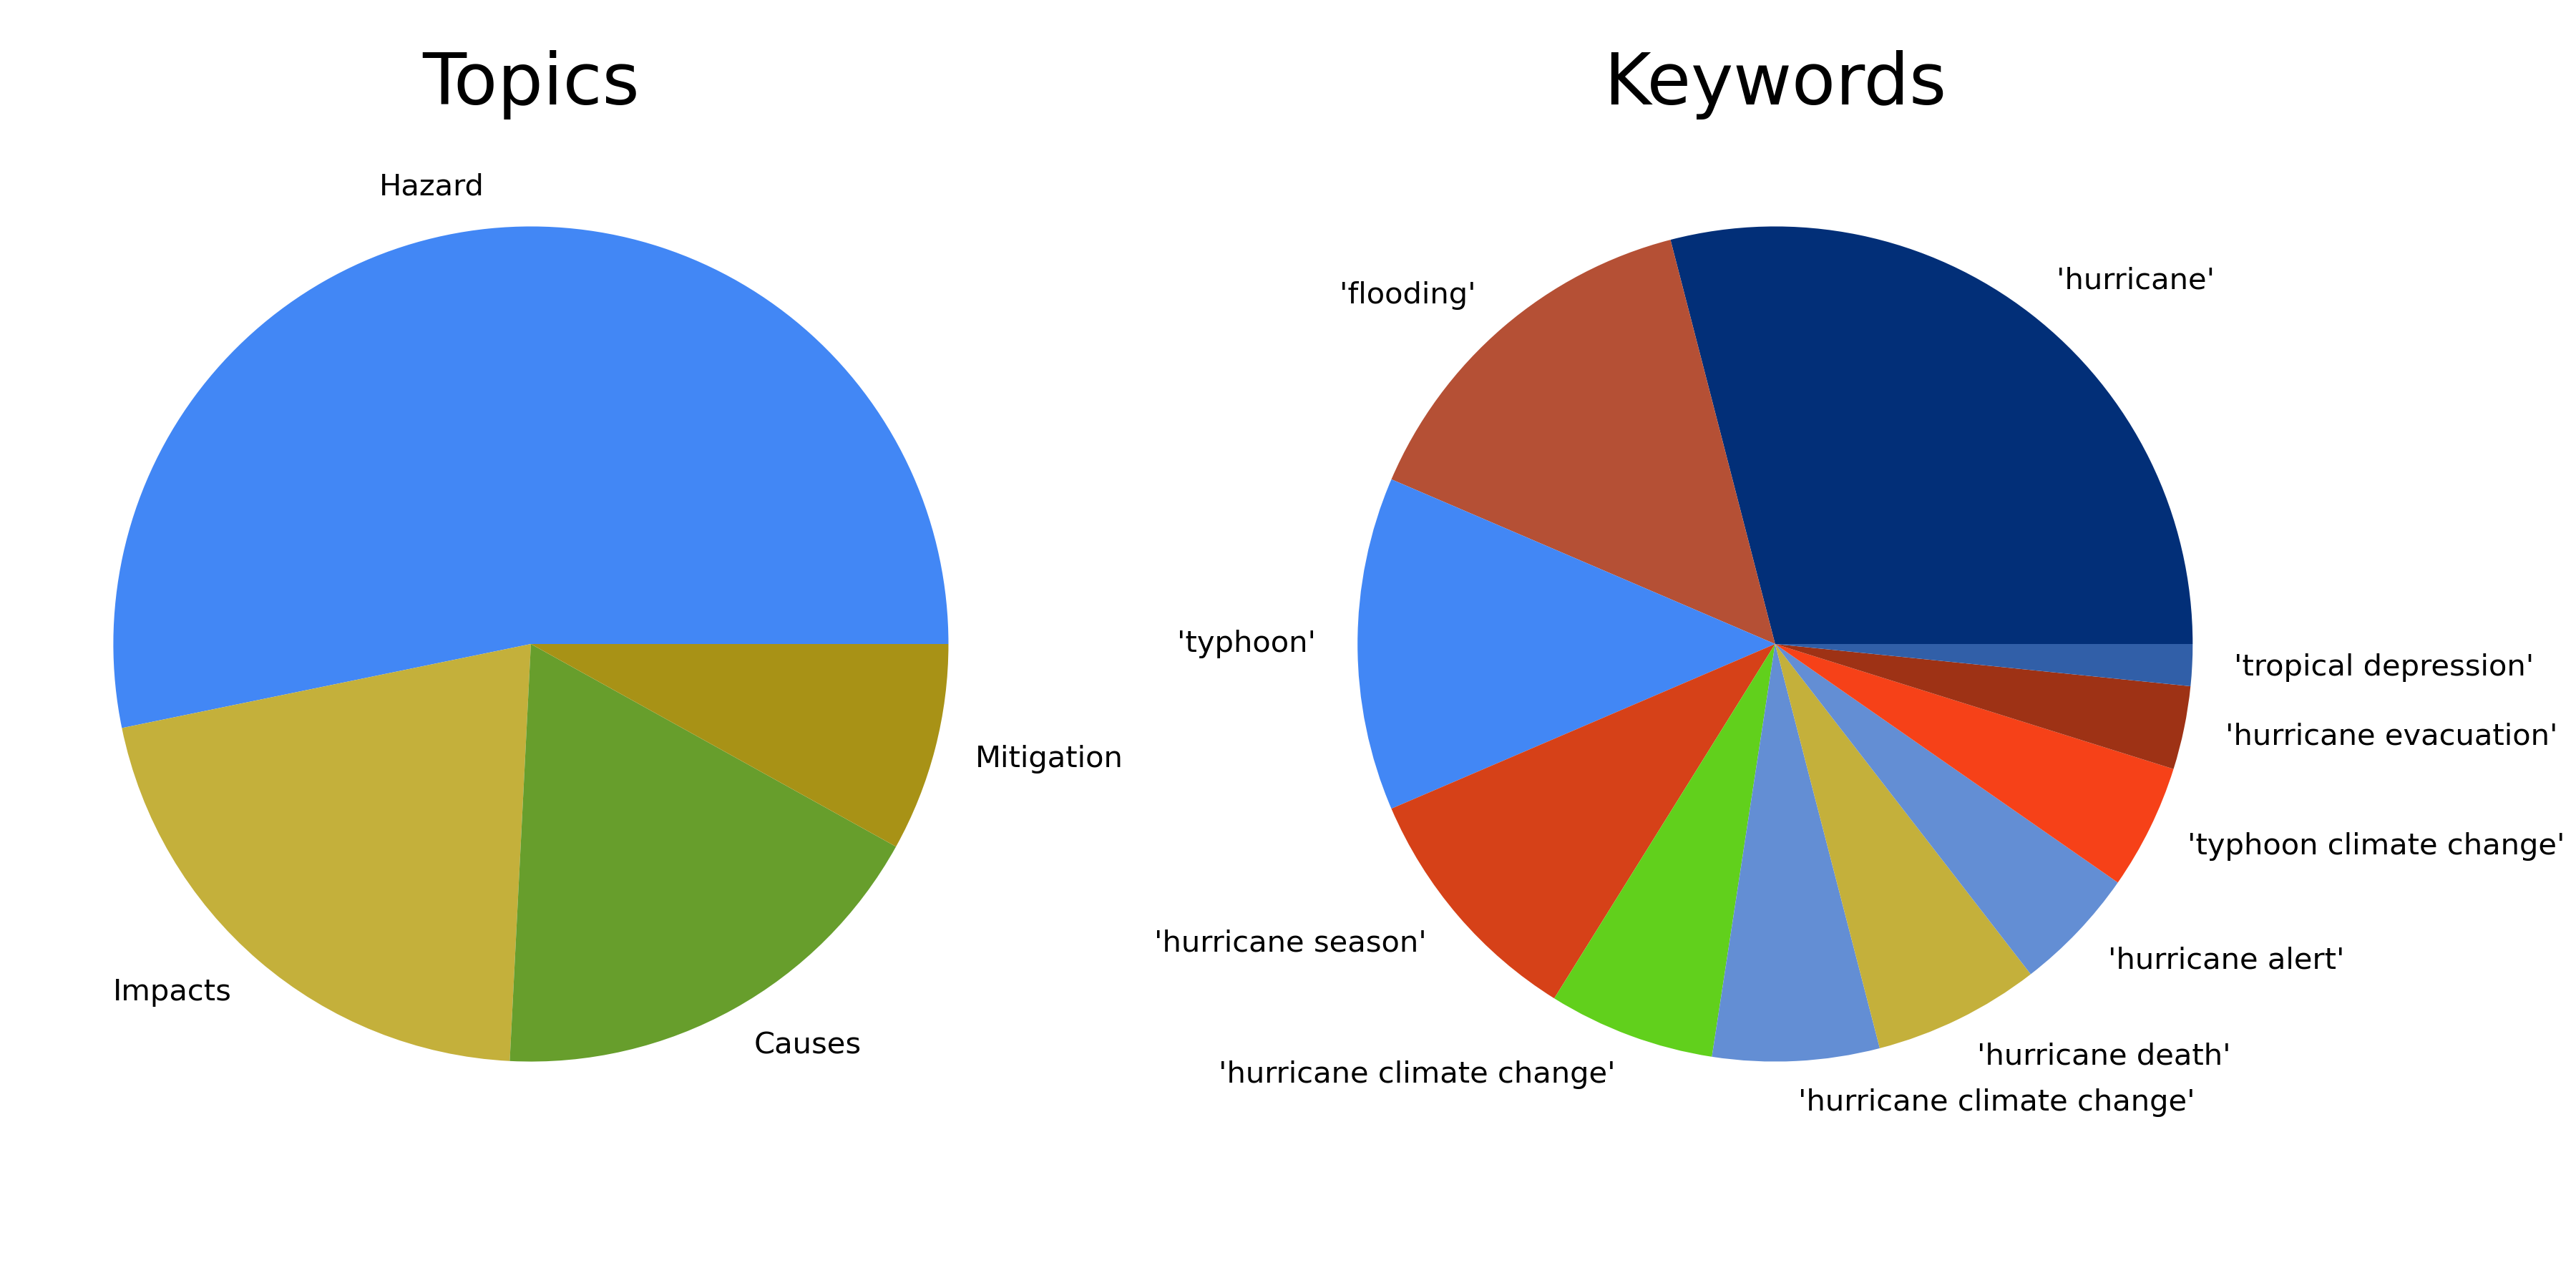 Topics
Hazard
Impacts
Causes
Mitigation
Keywords
'hurricane'
'flooding'
'typhoon'
'hurricane season'
'hurricane climate change'
'hurricane climate change'
'hurricane death'
'hurricane alert'
'typhoon climate change'
'hurricane evacuation'
'tropical depression'